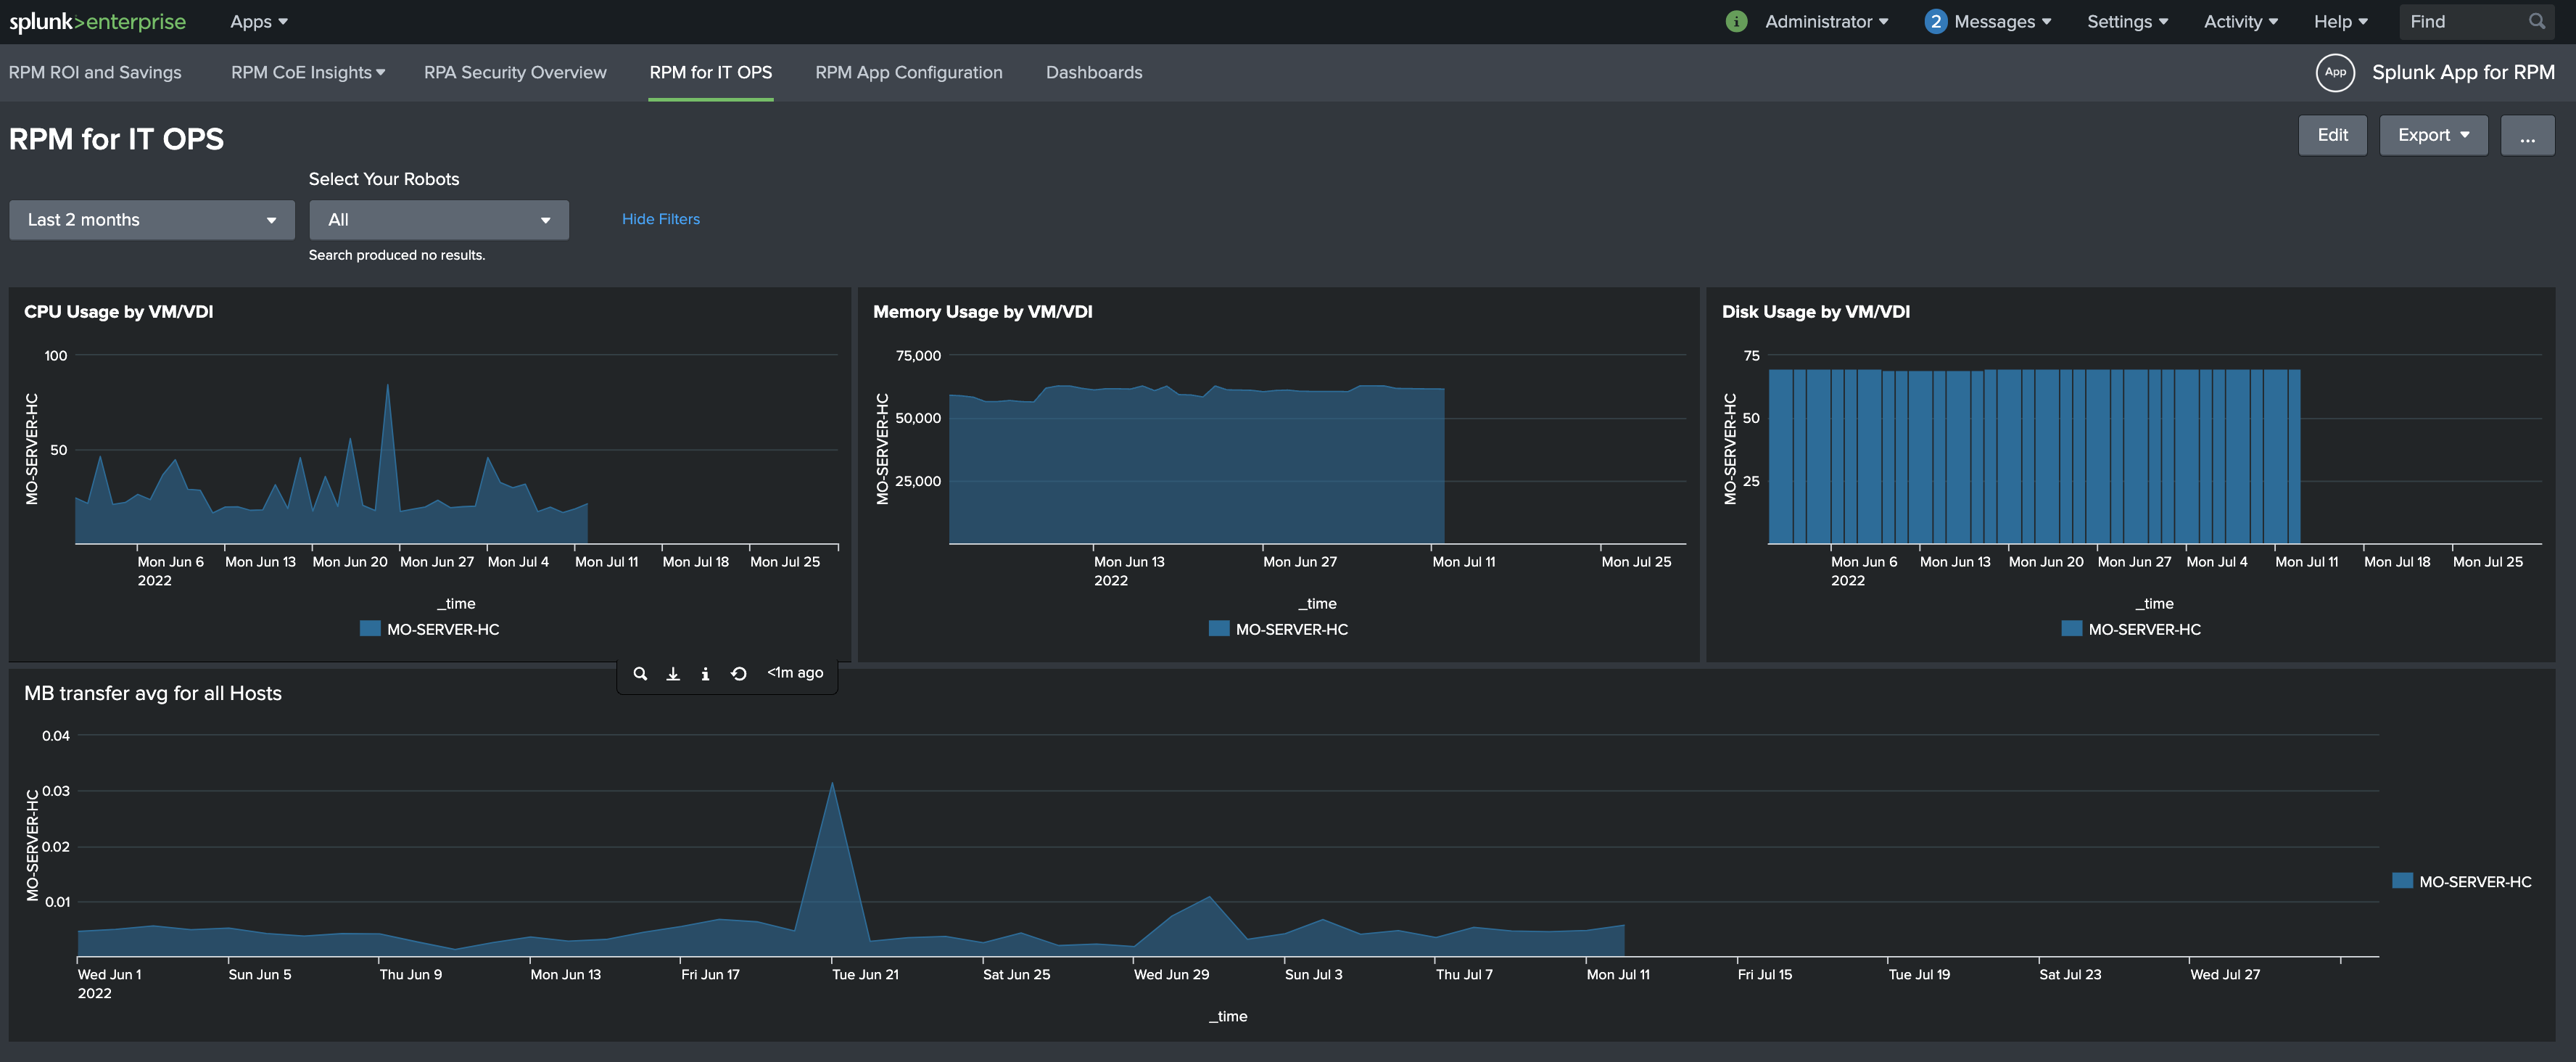 splunk>enterprise Apps Administrator 2 Messages Settings Activity Help Find
RPM ROI and Savings RPM CoE Insights RPA Security Overview RPM for IT OPS RPM App Configuration Dashboards App Splunk App for RPM
RPM for IT OPS
Edit Export ...
Select Your Robots
Last 2 months All Hide Filters
Search produced no results.
CPU Usage by VM/VDI
100
50
MO-SERVER-HC
Mon Jun 6 Mon Jun 13 Mon Jun 20 Mon Jun 27 Mon Jul 4 Mon Jul 11 Mon Jul 18 Mon Jul 25
2022
_time
MO-SERVER-HC
Memory Usage by VM/VDI
75,000
50,000
25,000
MO-SERVER-HC
Mon Jun 13 Mon Jun 27 Mon Jul 11 Mon Jul 25
2022
_time
MO-SERVER-HC
Disk Usage by VM/VDI
75
50
25
MO-SERVER-HC
Mon Jun 6 Mon Jun 13 Mon Jun 20 Mon Jun 27 Mon Jul 4 Mon Jul 11 Mon Jul 18 Mon Jul 25
2022
_time
MO-SERVER-HC
<1m ago
MB transfer avg for all Hosts
0.04
0.03
0.02
0.01
MO-SERVER-HC
Wed Jun 1 Sun Jun 5 Thu Jun 9 Mon Jun 13 Fri Jun 17 Tue Jun 21 Sat Jun 25 Wed Jun 29 Sun Jul 3 Thu Jul 7 Mon Jul 11 Fri Jul 15 Tue Jul 19 Sat Jul 23 Wed Jul 27
2022
_time
MO-SERVER-HC